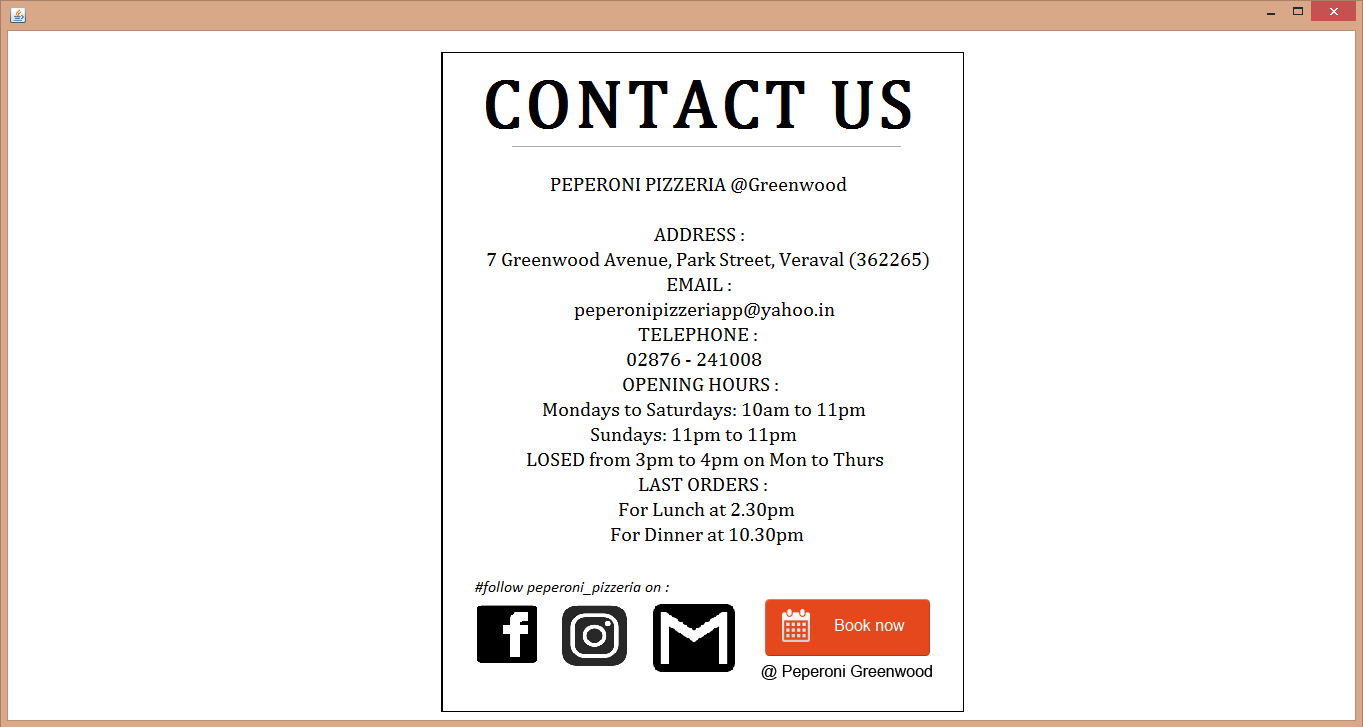 CONTACT US
PEPERONI PIZZERIA @Greenwood
ADDRESS :
7 Greenwood Avenue, Park Street, Veraval (362265)
EMAIL :
peperonipizzeriapp@yahoo.in
TELEPHONE :
02876 - 241008
OPENING HOURS :
Mondays to Saturdays: 10am to 11pm
Sundays: 11pm to 11pm
LOSED from 3pm to 4pm on Mon to Thurs
LAST ORDERS :
For Lunch at 2.30pm
For Dinner at 10.30pm
#follow peperoni_pizzeria on :
Book now
@ Peperoni Greenwood